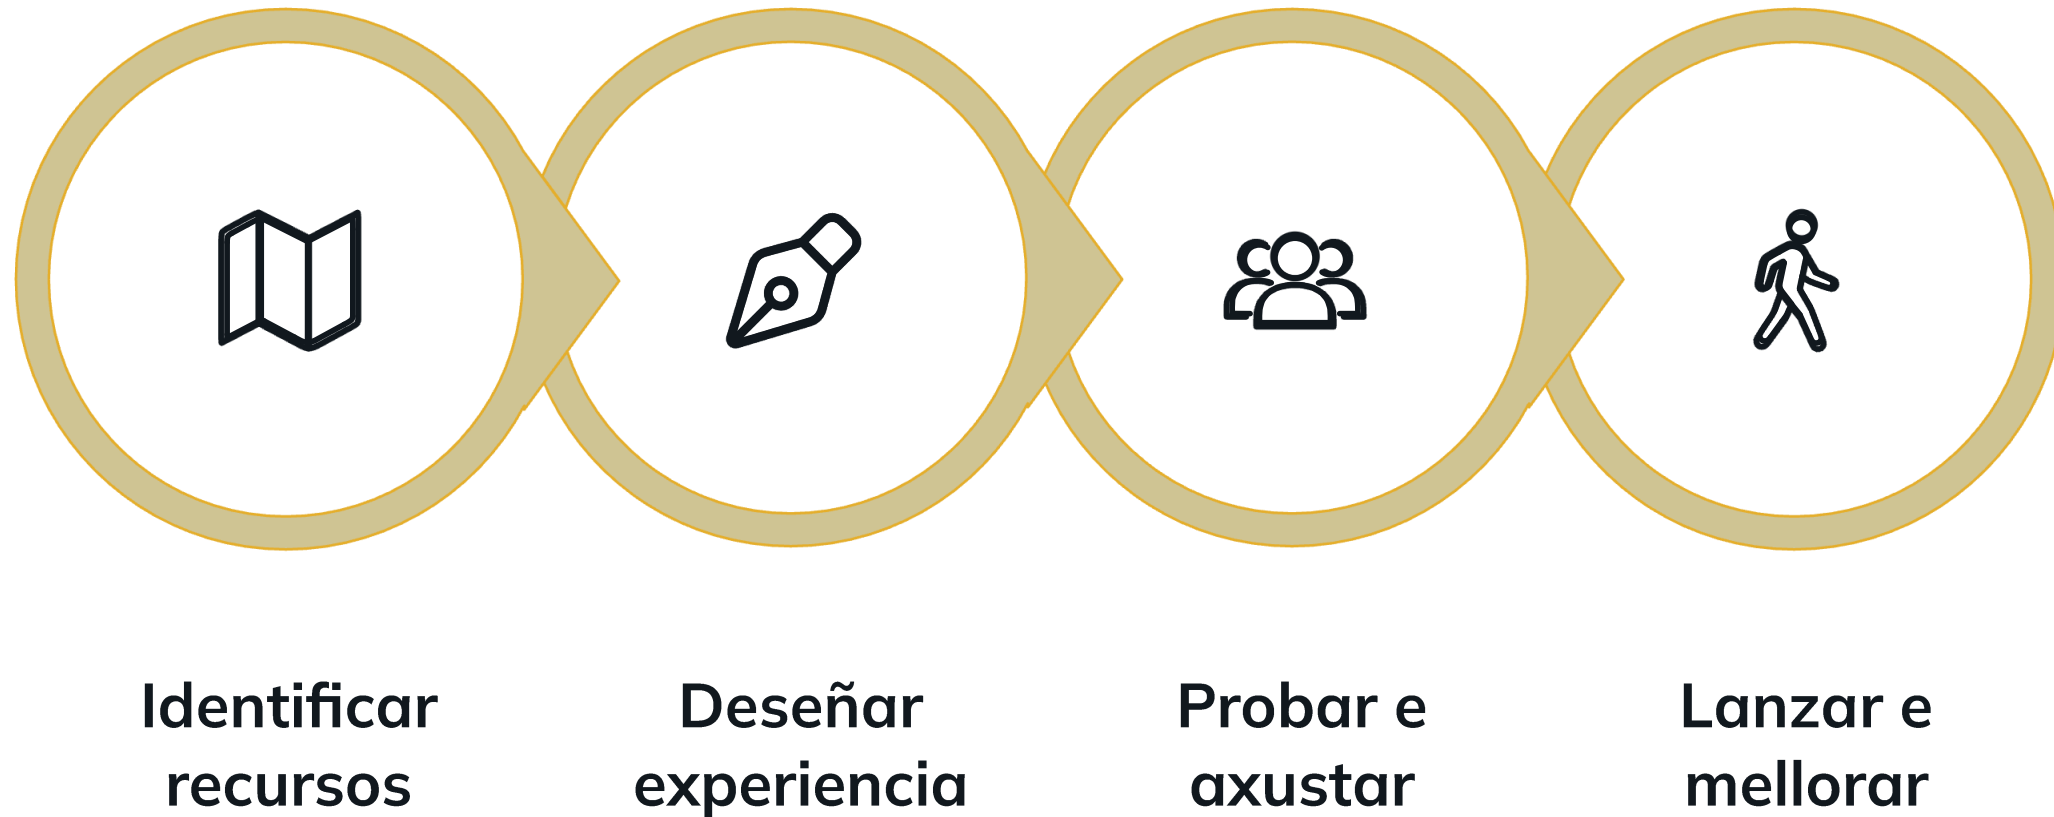 Identificar
recursos
Deseñar
experiencia
Probar e
axustar
Lanzar e
mellorar